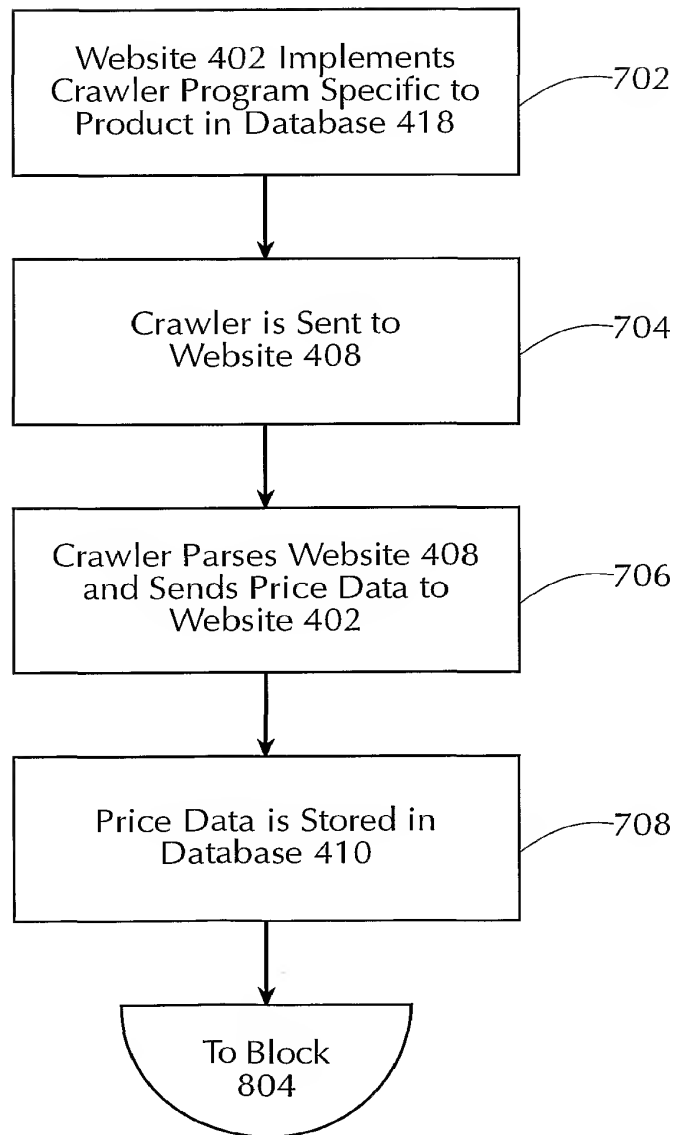 Website 402 Implements
Crawler Program Specific to
Product in Database 418
702
Crawler is Sent to
Website 408
704
Crawler Parses Website 408
and Sends Price Data to
Website 402
706
Price Data is Stored in
Database 410
708
To Block
804